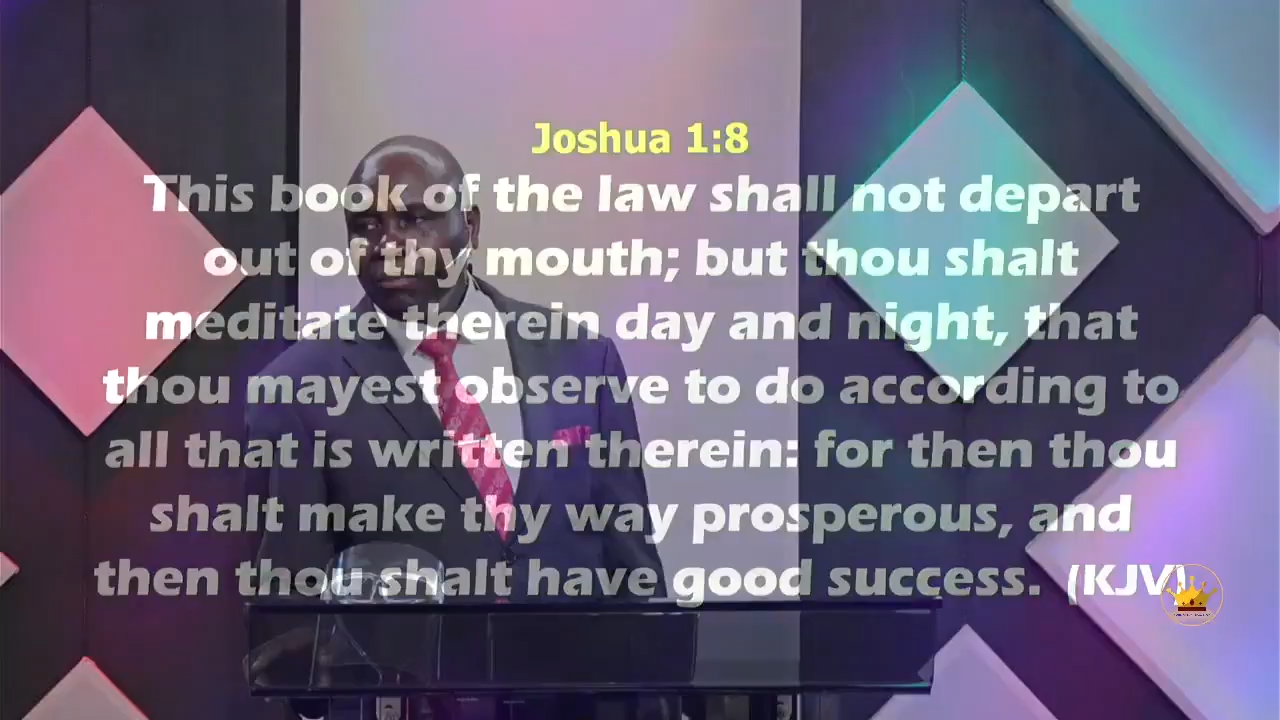 Joshua 1:8
This book of the law shall not depart
out of thy mouth; but thou shalt
meditate therein day and night, that
thou mayest observe to do according to
all that is written therein: for then thou
shalt make thy way prosperous, and
then thou shalt have good success. (KJV)